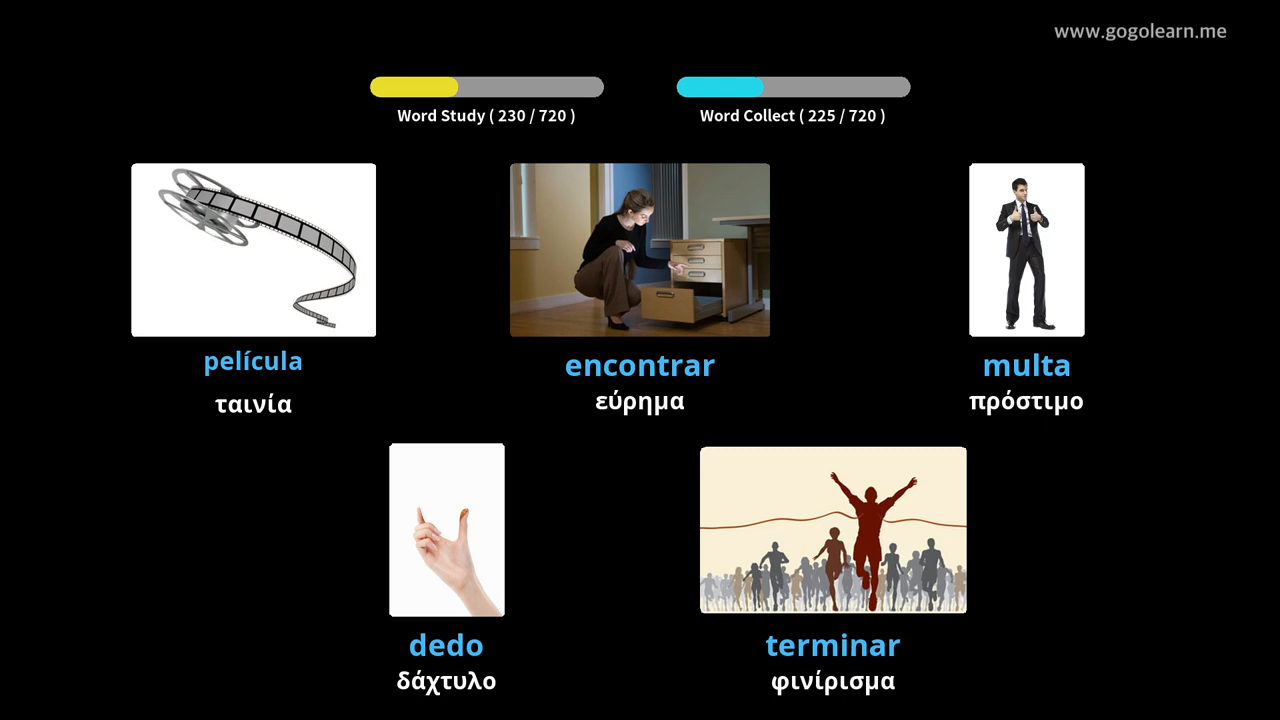 www.gogolearn.me
Word Study ( 230 / 720 )
Word Collect ( 225 / 720 )
película
ταινία
encontrar
εύρημα
multa
πρόστιμο
dedo
δάχτυλο
terminar
φινίρισμα